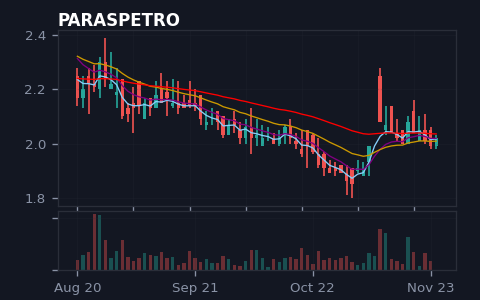 PARASPETRO
2.4
2.2
2.0
1.8
Aug 20
Sep 21
Oct 22
Nov 23